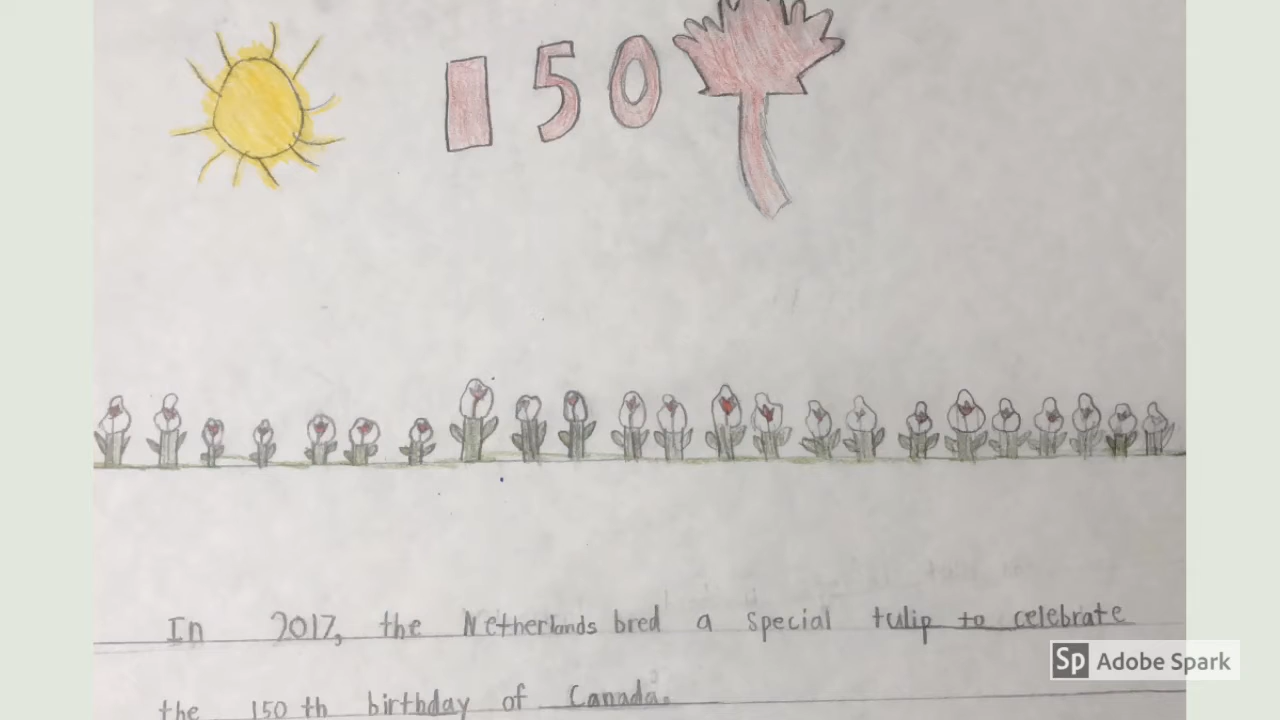 150
In 2017, the Netherlands bred a special tulip to celebrate
the 150 th birthday of Canada.
Sp Adobe Spark